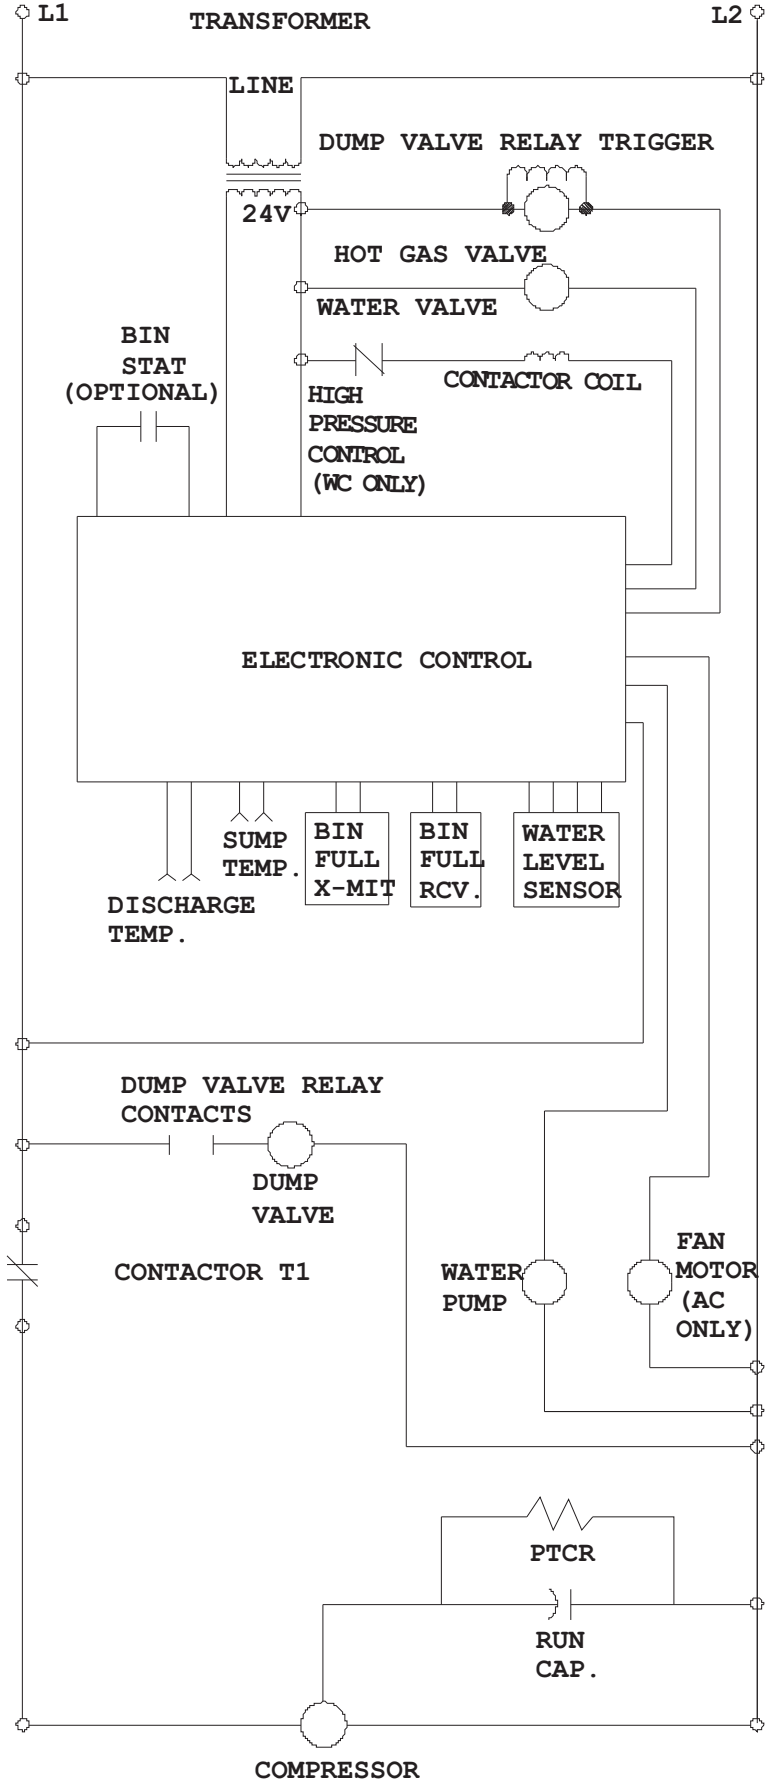 L1
TRANSFORMER
L2
LINE
DUMP VALVE RELAY TRIGGER
24V
HOT GAS VALVE
WATER VALVE
BIN
STAT
(OPTIONAL)
CONTACTOR COIL
HIGH
PRESSURE
CONTROL
(WC ONLY)
ELECTRONIC CONTROL
SUMP
TEMP.
BIN
FULL
X-MIT
BIN
FULL
RCV.
WATER
LEVEL
SENSOR
DISCHARGE
TEMP.
DUMP VALVE RELAY
CONTACTS
DUMP
VALVE
CONTACTOR T1
WATER
PUMP
FAN
MOTOR
(AC
ONLY)
PTCR
RUN
CAP.
COMPRESSOR